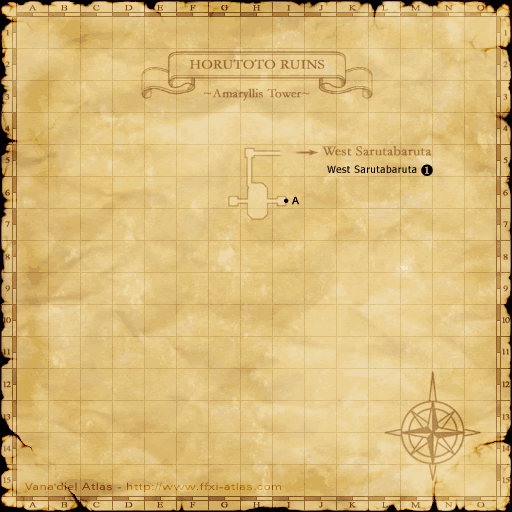 A B C D E F G H I J K L M N O
HORUTOTO RUINS
~Amaryllis Tower~
West Sarutabaruta
West Sarutabaruta 1
A
1
2
3
4
5
6
7
8
9
10
11
12
13
14
15
Vana'diel Atlas - http://www.ffxi-atlas.com
A B C D E F G H I J K L M N O